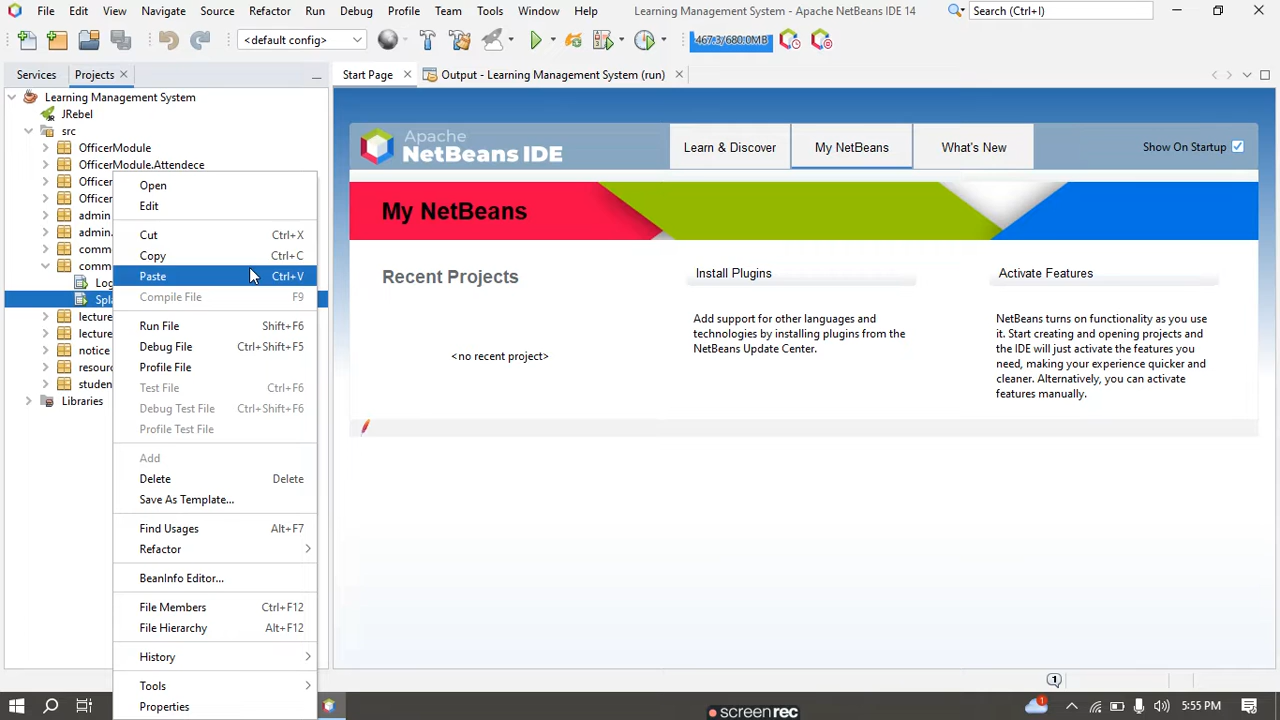 File Edit View Navigate Source Refactor Run Debug Profile Team Tools Window Help Learning Management System - Apache NetBeans IDE 14 Search (Ctrl+I)
<default config> 467.3/680.0MB
Services Projects Start Page Output - Learning Management System (run)
Learning Management System
JRebel
src
OfficerModule
OfficerModule.Attendece
Officer
Officer
admin
admin.
comm
comm
Log
Spla
lecture
lecture
notice
resourc
studen
Libraries
Open
Edit
Cut Ctrl+X
Copy Ctrl+C
Paste Ctrl+V
Compile File F9
Run File Shift+F6
Debug File Ctrl+Shift+F5
Profile File
Test File Ctrl+F6
Debug Test File Ctrl+Shift+F6
Profile Test File
Add
Delete Delete
Save As Template...
Find Usages Alt+F7
Refactor
BeanInfo Editor...
File Members Ctrl+F12
File Hierarchy Alt+F12
History
Tools
Properties
Apache
NetBeans IDE
Learn & Discover My NetBeans What's New Show On Startup
My NetBeans
Recent Projects
<no recent project>
Install Plugins
Add support for other languages and
technologies by installing plugins from the
NetBeans Update Center.
Activate Features
NetBeans turns on functionality as you use
it. Start creating and opening projects and
the IDE will just activate the features you
need, making your experience quicker and
cleaner. Alternatively, you can activate
features manually.
1
screenrec
1
5:55 PM